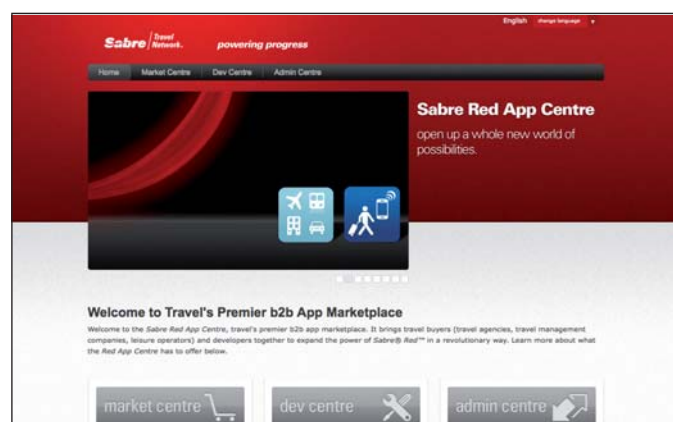 English change language
Sabre Travel Network. powering progress
Home Market Centre Dev Centre Admin Centre
Sabre Red App Centre
open up a whole new world of
possibilities.
Welcome to Travel's Premier b2b App Marketplace
Welcome to the Sabre Red App Centre, travel's premier b2b app marketplace. It brings travel buyers (travel agencies, travel management
companies, leisure operators) and developers together to expand the power of Sabre® Red™ in a revolutionary way. Learn more about what
the Red App Centre has to offer below.
market centre dev centre admin centre